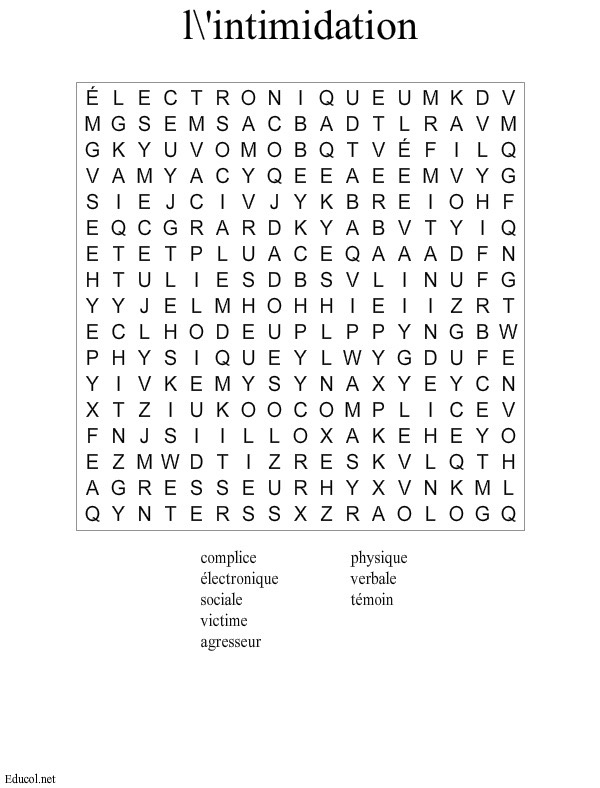 l\'intimidation
É L E C T R O N I Q U E U M K D V
M G S E M S A C B A D T L R A V M
G K Y U V O M O B Q T V É F I L Q
V A M Y A C Y Q E E A E E M V Y G
S I E J C I V J Y K B R E I O H F
E Q C G R A R D K Y A B V T Y I Q
E T E T P L U A C E Q A A A D F N
H T U L I E S D B S V L I N U F G
Y Y J E L M H O H H I E I I Z R T
E C L H O D E U P L P P Y N G B W
P H Y S I Q U E Y L W Y G D U F E
Y I V K E M Y S Y N A X Y E Y C N
X T Z I U K O O C O M P L I C E V
F N J S I I L L O X A K E H E Y O
E Z M W D T I Z R E S K V L Q T H
A G R E S S E U R H Y X V N K M L
Q Y N T E R S S X Z R A O L O G Q
complice physique
électronique verbale
sociale témoin
victime
agresseur
Educol.net